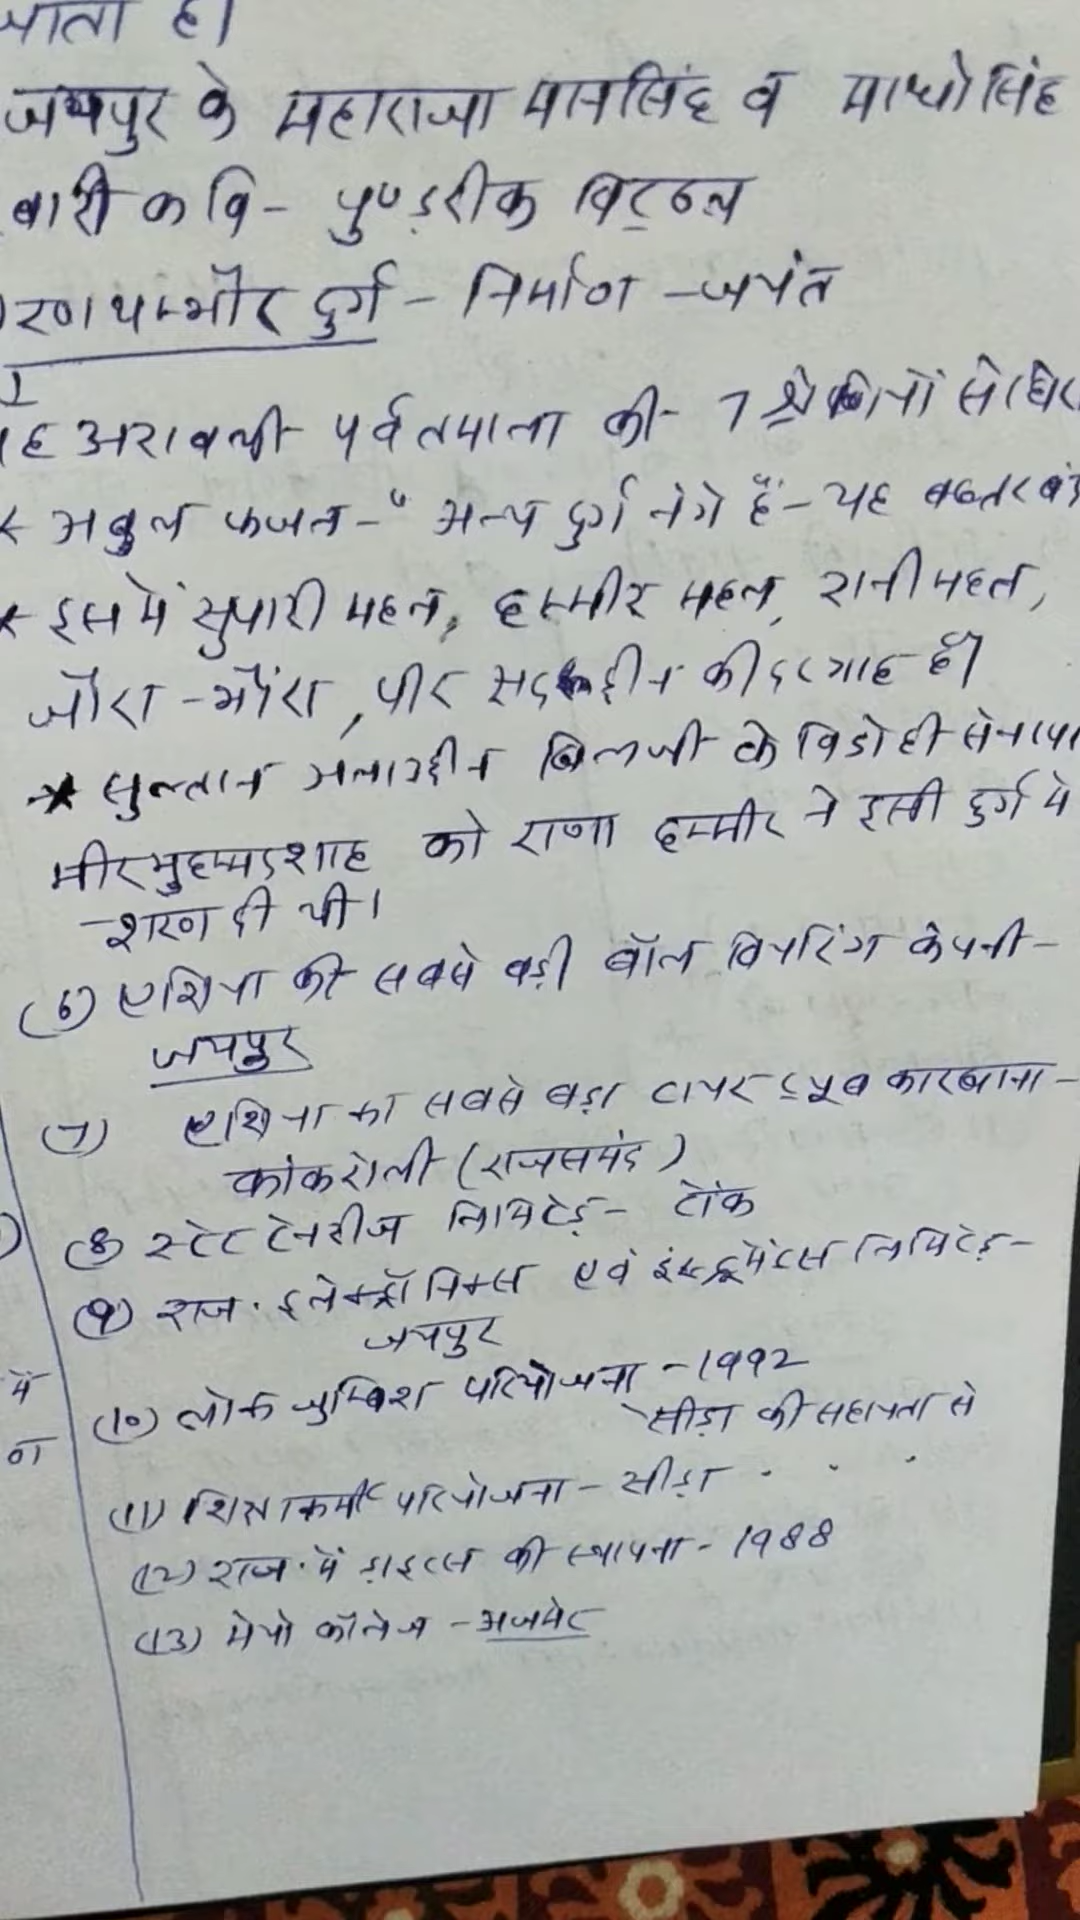 जाता है।
जयपुर के महाराजा मानसिंह व माधोसिंह
बारी कवि - पुण्डरीक विट्ठल
रणथम्भौर दुर्ग - निर्माण - जयंत
यह अरावली पर्वतमाला की 7 श्रेणियों से घिरा
* अबुल फजल - " अन्य दुर्ग नंगे हैं - यह बख्तरबंद
* इसमें सुपारी महल, हम्मीर महल, रानी महल,
जौरा - भौंरा, पीर सदरूद्दीन की दरगाह है।
* सुल्तान अलाउद्दीन खिलजी के विद्रोही सेनाप
मीर मुहम्मद शाह को राणा हम्मीर ने इसी दुर्ग में
शरण दी थी।
(6) एशिया की सबसे बड़ी बॉल बियरिंग कंपनी -
जयपुर
(7) एशिया का सबसे बड़ा टायर ट्यूब कारखाना -
कांकरोली (राजसमंद)
(8) स्टेट टेनरीज लिमिटेड़ - टोंक
(9) राज. इलेक्ट्रॉनिक्स एवं इंस्ट्रूमेंटस लिमिटेड़ -
जयपुर
में (10) लोक जुम्बिश परियोजना - 1992
सीड़ा की सहायता से
(11) शिक्षाकर्मी परियोजना - सीड़ा . . .
(12) राज. में ड़ाइटस की स्थापना - 1988
(13) मेयो कॉलेज - अजमेर